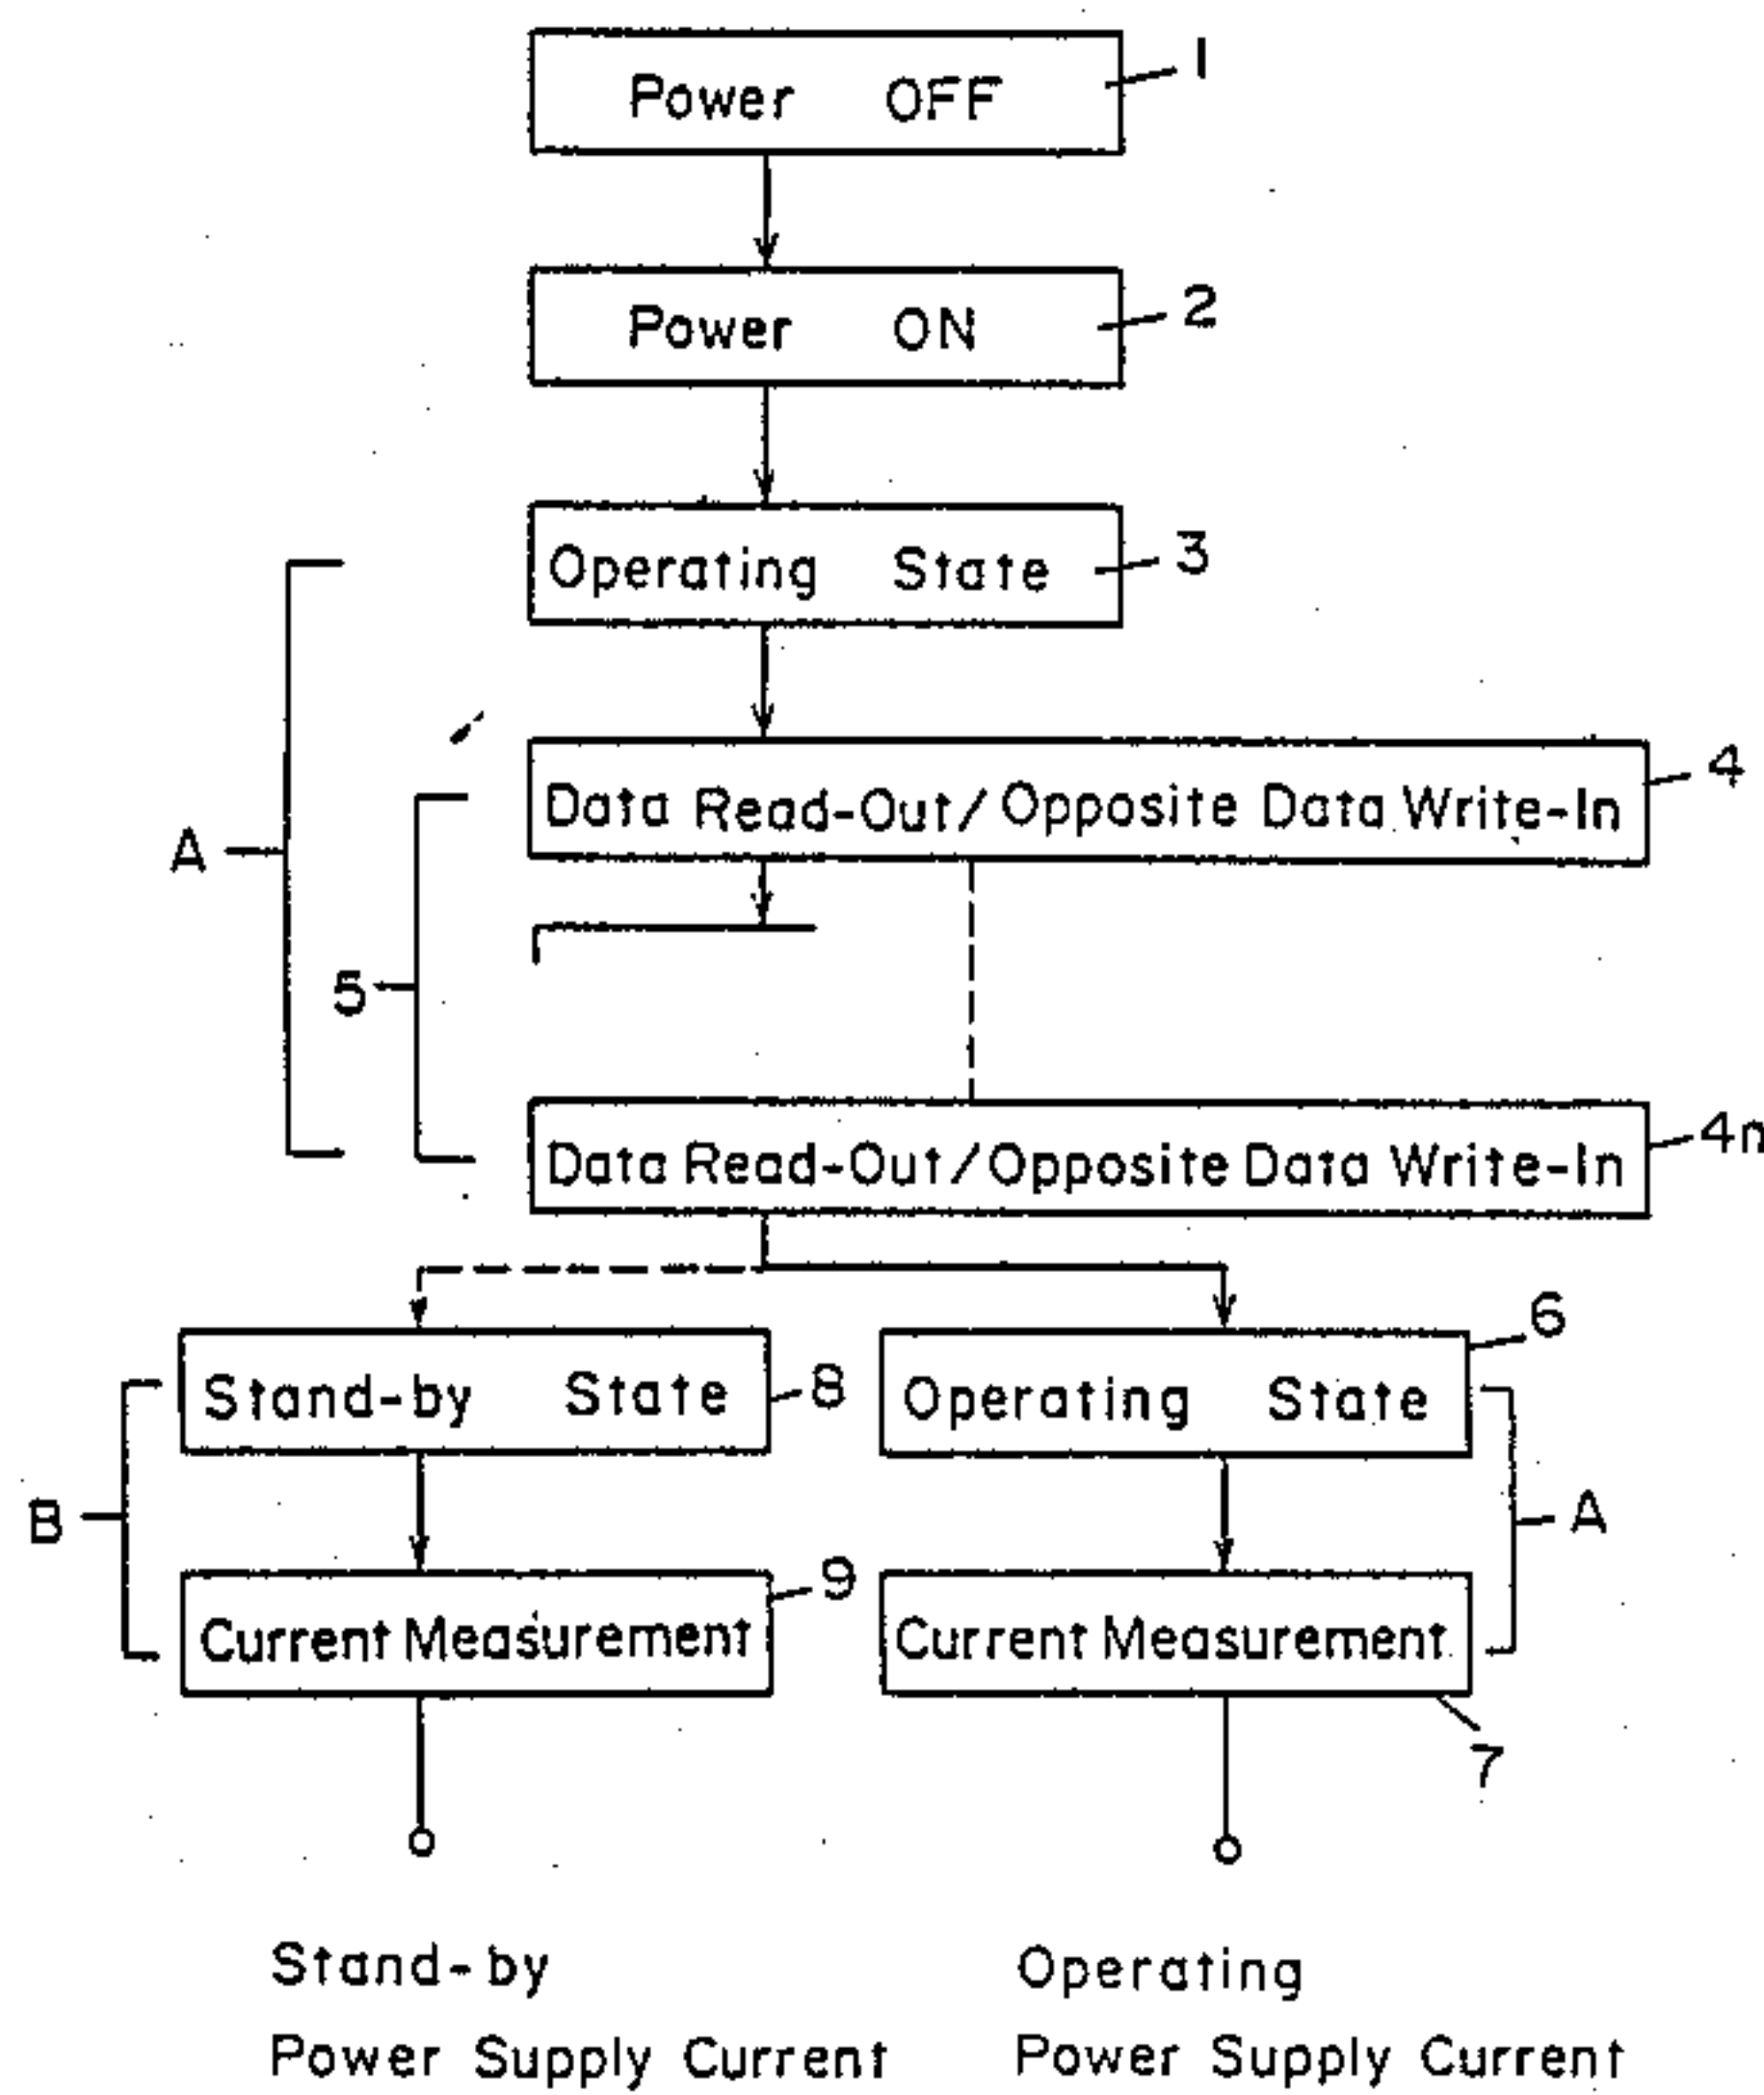 Power OFF
1
Power ON
2
Operating State
3
Data Read-Out/Opposite Data Write-In
4
A
5
Data Read-Out/Opposite Data Write-In
4n
Stand-by State
8
Operating State
6
B
A
Current Measurement
9
Current Measurement
7
Stand-by
Power Supply Current
Operating
Power Supply Current